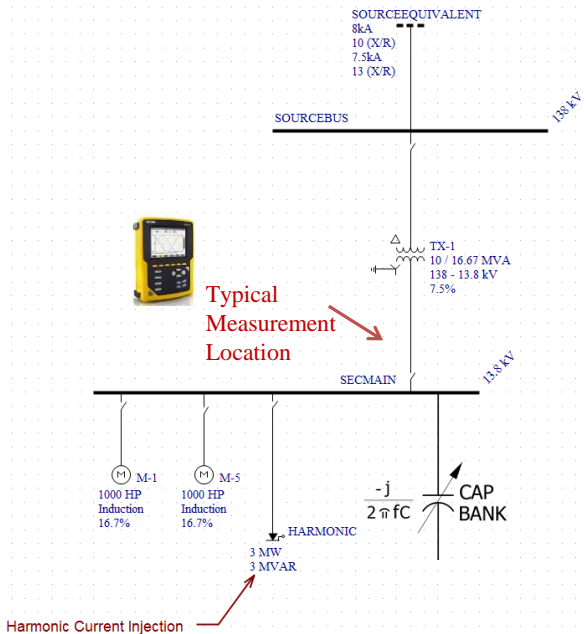 SOURCEEQUIVALENT
8kA
10 (X/R)
7.5kA
13 (X/R)
SOURCEBUS
138 kV
TX-1
10 / 16.67 MVA
138 - 13.8 kV
7.5%
Typical
Measurement
Location
SECMAIN
13.8 kV
M
M-1
1000 HP
Induction
16.7%
M
M-5
1000 HP
Induction
16.7%
HARMONIC
3 MW
3 MVAR
-j
2πfC
CAP
BANK
Harmonic Current Injection